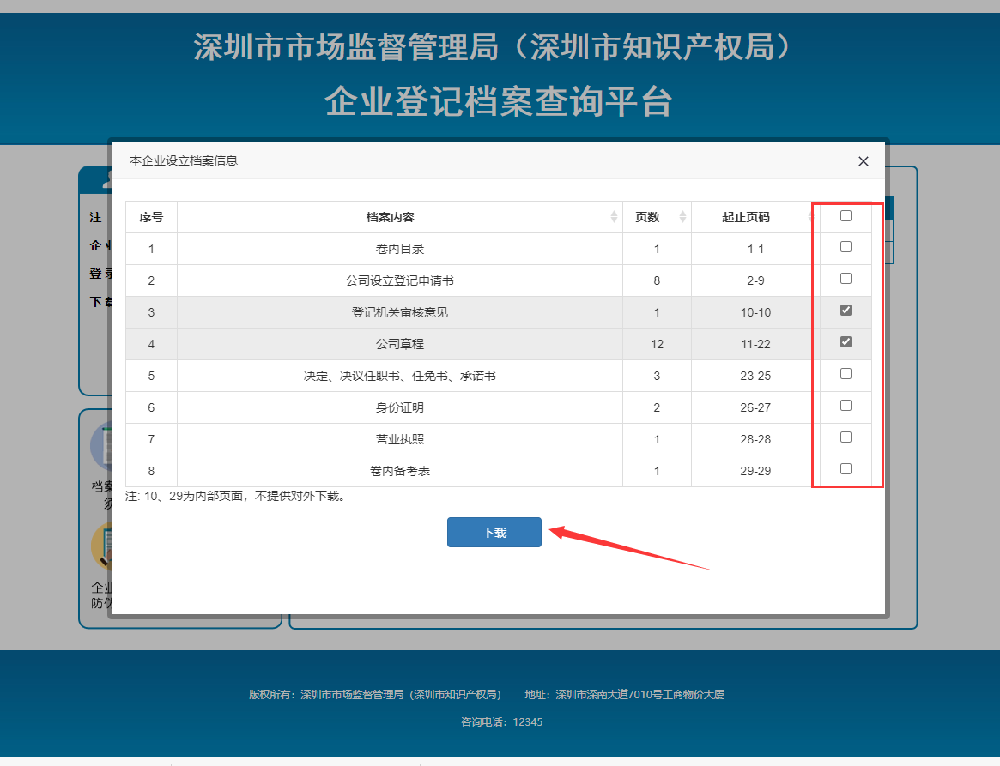 深圳市市场监督管理局（深圳市知识产权局）
企业登记档案查询平台
本企业设立档案信息
序号 档案内容 页数 起止页码
1 卷内目录 1 1-1
2 公司设立登记申请书 8 2-9
3 登记机关审核意见 1 10-10
4 公司章程 12 11-22
5 决定、决议任职书、任免书、承诺书 3 23-25
6 身份证明 2 26-27
7 营业执照 1 28-28
8 卷内备考表 1 29-29
注: 10、29为内部页面，不提供对外下载。
下载
注
企业
登录
下载
档案
须
企业
防伪
版权所有：深圳市市场监督管理局（深圳市知识产权局） 地址：深圳市深南大道7010号工商物价大厦
咨询电话：12345